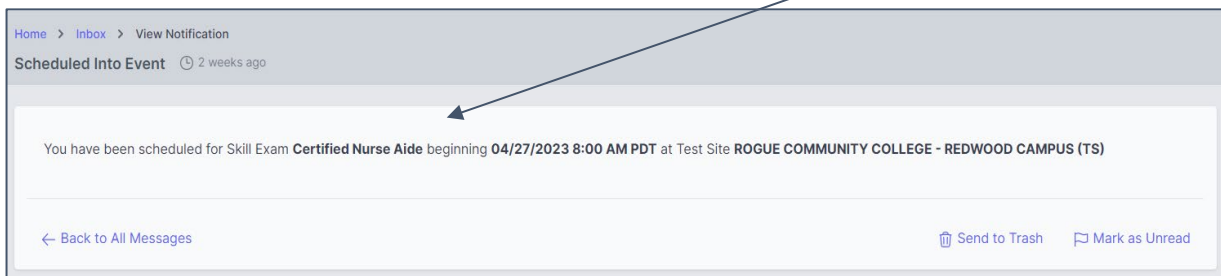 Home > Inbox > View Notification
Scheduled Into Event 2 weeks ago
You have been scheduled for Skill Exam Certified Nurse Aide beginning 04/27/2023 8:00 AM PDT at Test Site ROGUE COMMUNITY COLLEGE - REDWOOD CAMPUS (TS)
← Back to All Messages Send to Trash Mark as Unread